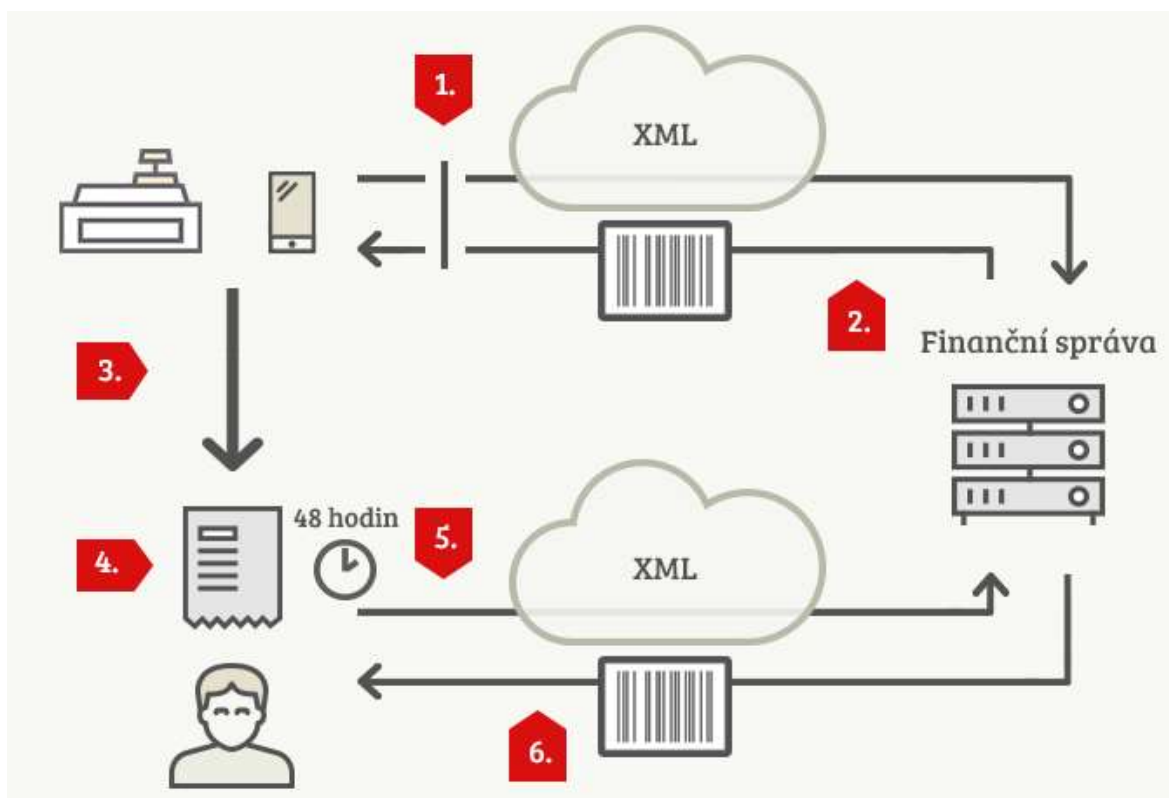 1.
XML
2.
Finanční správa
3.
48 hodin
5.
4.
XML
6.